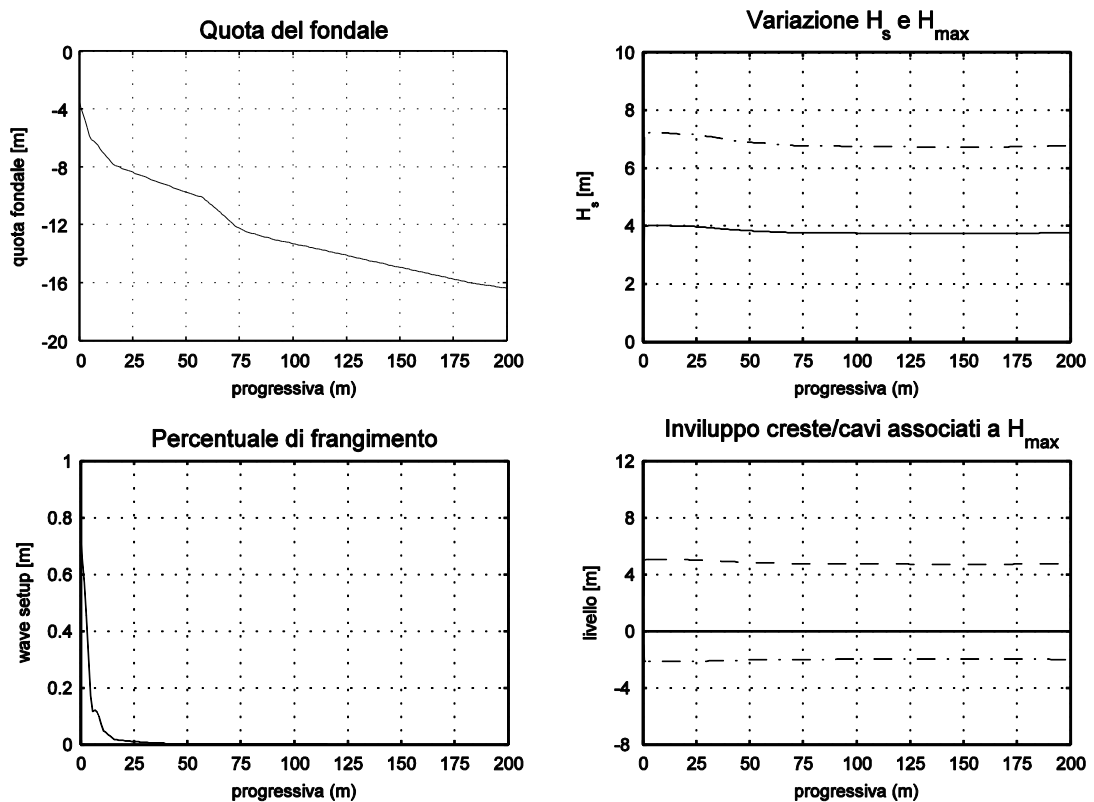 Quota del fondale
0
-4
-8
-12
-16
-20
quota fondale [m]
0 25 50 75 100 125 150 175 200
progressiva (m)
Variazione Hs e Hmax
10
8
6
4
2
0
Hs [m]
0 25 50 75 100 125 150 175 200
progressiva (m)
Percentuale di frangimento
1
0.8
0.6
0.4
0.2
0
wave setup [m]
0 25 50 75 100 125 150 175 200
progressiva (m)
Inviluppo creste/cavi associati a Hmax
12
8
4
0
-4
-8
livello [m]
0 25 50 75 100 125 150 175 200
progressiva (m)